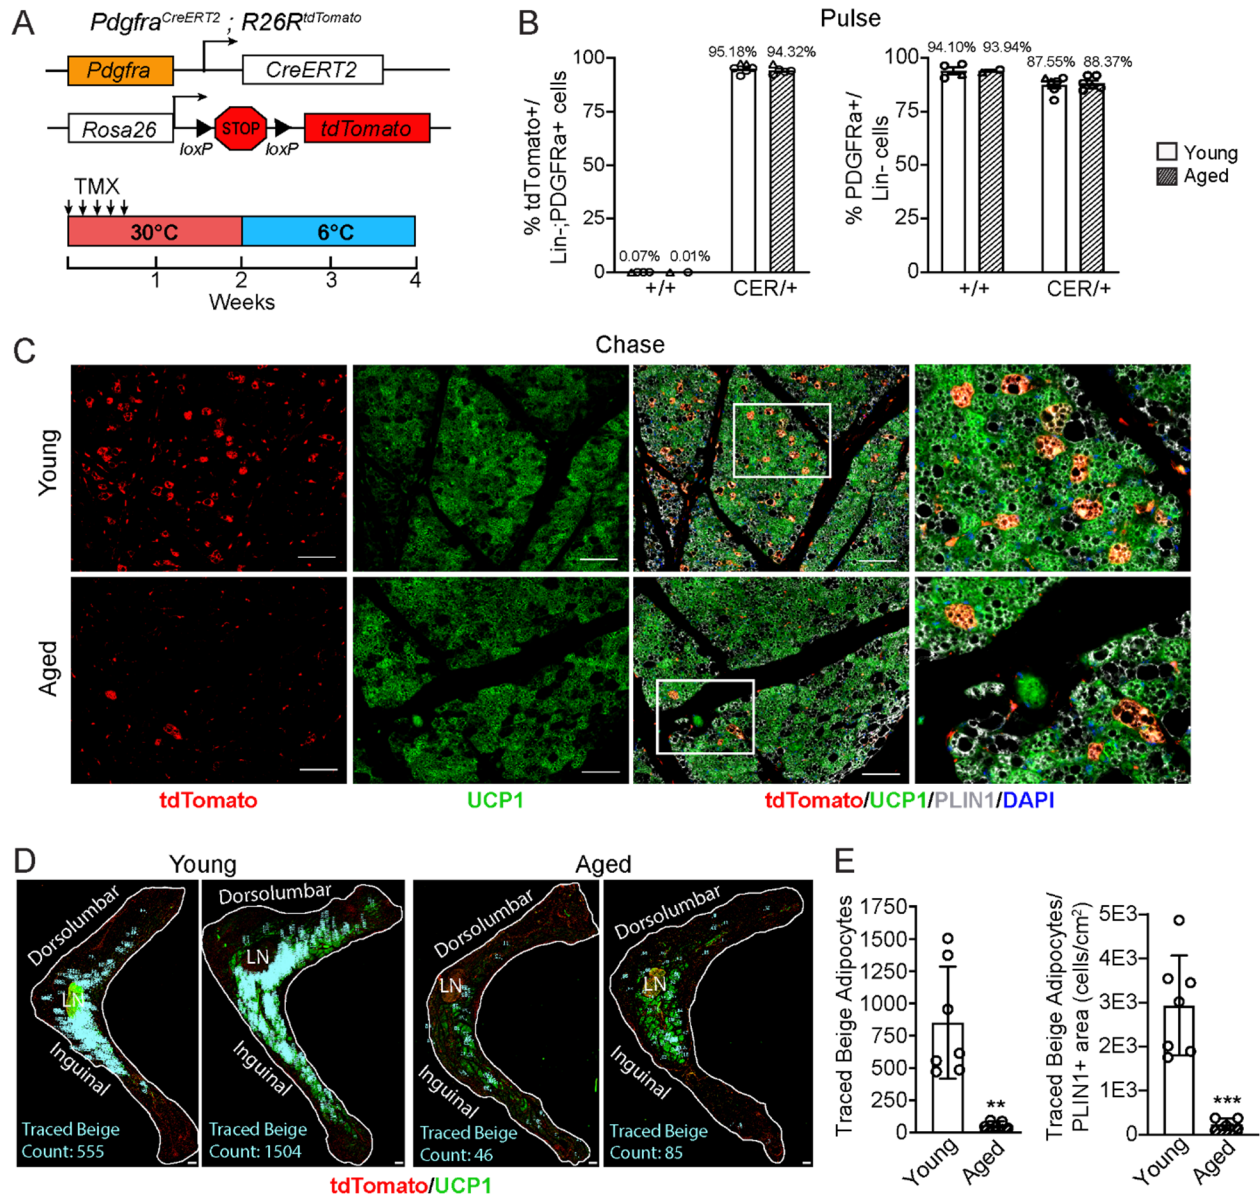 A
Pdgfra^CreERT2 ; R26R^tdTomato
Pdgfra
CreERT2
Rosa26
STOP
tdTomato
loxP
loxP
TMX
30°C
6°C
1
2
3
4
Weeks
B
Pulse
% tdTomato+/
Lin-;PDGFRa+ cells
100
75
50
25
0
0.07%
0.01%
95.18%
94.32%
+/+
CER/+
% PDGFRa+/
Lin- cells
100
75
50
25
0
94.10%
93.94%
87.55%
88.37%
+/+
CER/+
Young
Aged
C
Chase
Young
Aged
tdTomato
UCP1
tdTomato/UCP1/PLIN1/DAPI
D
Young
Aged
Dorsolumbar
LN
Inguinal
Traced Beige
Count: 555
Dorsolumbar
LN
Inguinal
Traced Beige
Count: 1504
Dorsolumbar
LN
Inguinal
Traced Beige
Count: 46
Dorsolumbar
LN
Inguinal
Traced Beige
Count: 85
tdTomato/UCP1
E
Traced Beige Adipocytes
1750
1500
1250
1000
750
500
250
0
**
Young
Aged
Traced Beige Adipocytes/
PLIN1+ area (cells/cm²)
5E3
4E3
3E3
2E3
1E3
0
***
Young
Aged